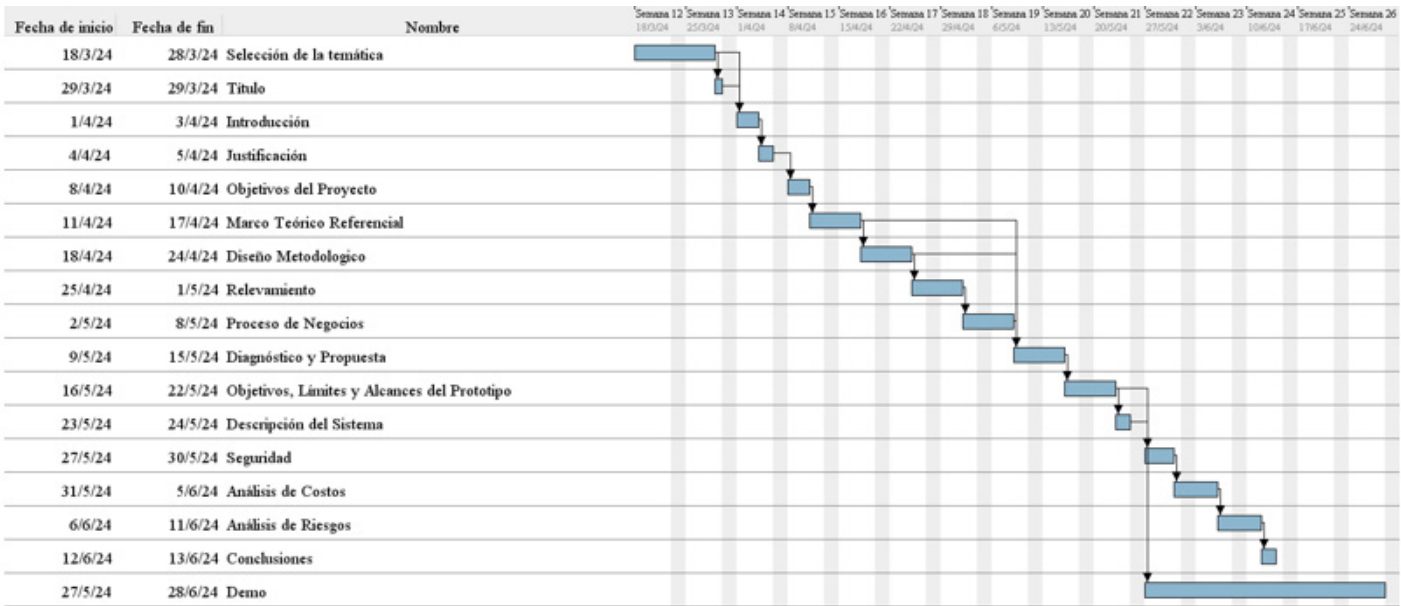 Semana 12 Semana 13 Semana 14 Semana 15 Semana 16 Semana 17 Semana 18 Semana 19 Semana 20 Semana 21 Semana 22 Semana 23 Semana 24 Semana 25 Semana 26
Fecha de inicio Fecha de fin Nombre 18/3/24 25/3/24 1/4/24 8/4/24 15/4/24 22/4/24 29/4/24 6/5/24 13/5/24 20/5/24 27/5/24 3/6/24 10/6/24 17/6/24 24/6/24
18/3/24 28/3/24 Selección de la temática
29/3/24 29/3/24 Título
1/4/24 3/4/24 Introducción
4/4/24 5/4/24 Justificación
8/4/24 10/4/24 Objetivos del Proyecto
11/4/24 17/4/24 Marco Teórico Referencial
18/4/24 24/4/24 Diseño Metodologico
25/4/24 1/5/24 Relevamiento
2/5/24 8/5/24 Proceso de Negocios
9/5/24 15/5/24 Diagnóstico y Propuesta
16/5/24 22/5/24 Objetivos, Límites y Alcances del Prototipo
23/5/24 24/5/24 Descripción del Sistema
27/5/24 30/5/24 Seguridad
31/5/24 5/6/24 Análisis de Costos
6/6/24 11/6/24 Análisis de Riesgos
12/6/24 13/6/24 Conclusiones
27/5/24 28/6/24 Demo